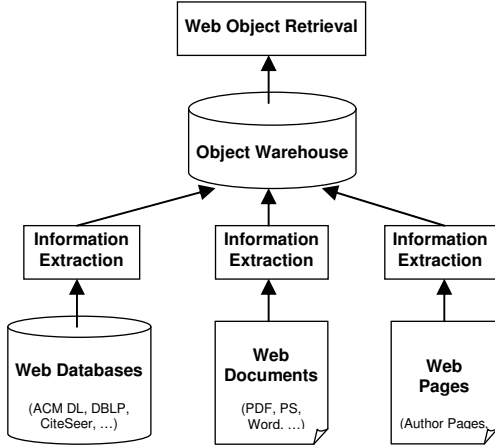 Web Object Retrieval
Object Warehouse
Information
Extraction
Information
Extraction
Information
Extraction
Web Databases
(ACM DL, DBLP,
CiteSeer, …)
Web
Documents
(PDF, PS,
Word, …)
Web
Pages
(Author Pages,